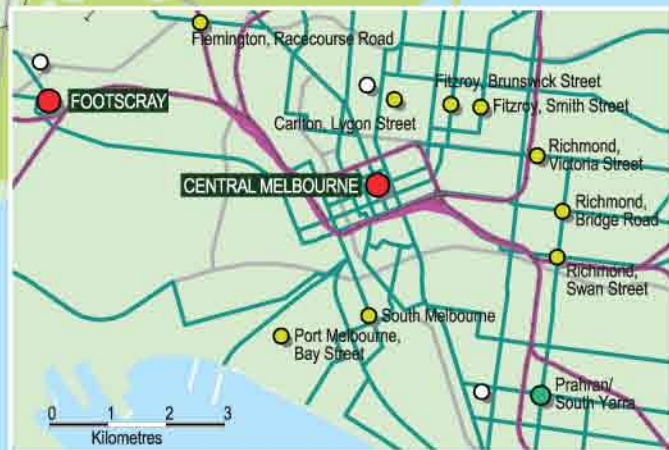 Flemington, Racecourse Road
FOOTSCRAY
Fitzroy, Brunswick Street
Fitzroy, Smith Street
Carlton, Lygon Street
Richmond,
Victoria Street
CENTRAL MELBOURNE
Richmond,
Bridge Road
Richmond,
Swan Street
South Melbourne
Port Melbourne,
Bay Street
Prahran/
South Yarra
0 1 2 3
Kilometres